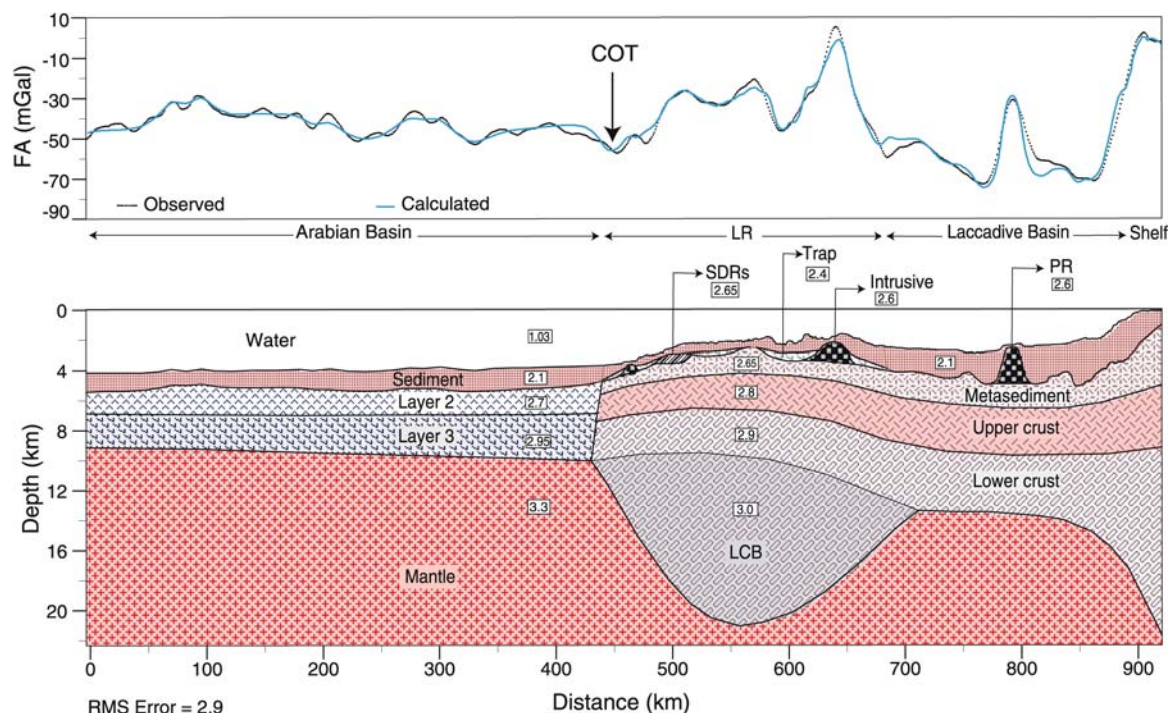 10
-10
-30
-50
-70
-90
FA (mGal)
COT
Observed
Calculated
Arabian Basin
LR
Laccadive Basin
Shelf
SDRs
2.65
Trap
2.4
Intrusive
2.6
PR
2.6
0
4
8
12
16
20
Depth (km)
Water
1.03
Sediment
2.1
Layer 2
2.7
Layer 3
2.95
3.3
Mantle
2.65
2.8
2.9
3.0
LCB
2.1
Metasediment
Upper crust
Lower crust
0
100
200
300
400
500
600
700
800
900
RMS Error = 2.9
Distance (km)